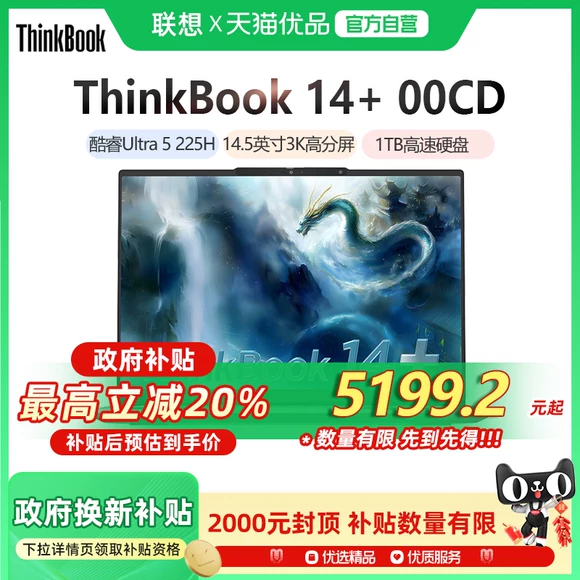 ThinkBook
联想 X 天猫优品 官方自营
ThinkBook 14+ 00CD
酷睿Ultra 5 225H
14.5英寸3K高分屏
1TB高速硬盘
ThinkBook 14+
政府补贴
最高立减20%
补贴后预估到手价
5199.2 元起
*数量有限 先到先得!!!
政府换新补贴
下拉详情页领取补贴资格
2000元封顶 补贴数量有限
优选精品 优质服务